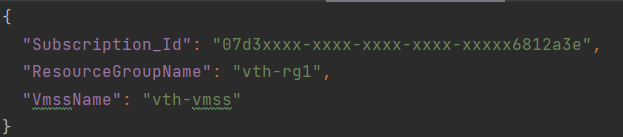 {
"Subscription_Id": "07d3xxxx-xxxx-xxxx-xxxx-xxxxx6812a3e",
"ResourceGroupName": "vth-rg1",
"VmssName": "vth-vmss"
}